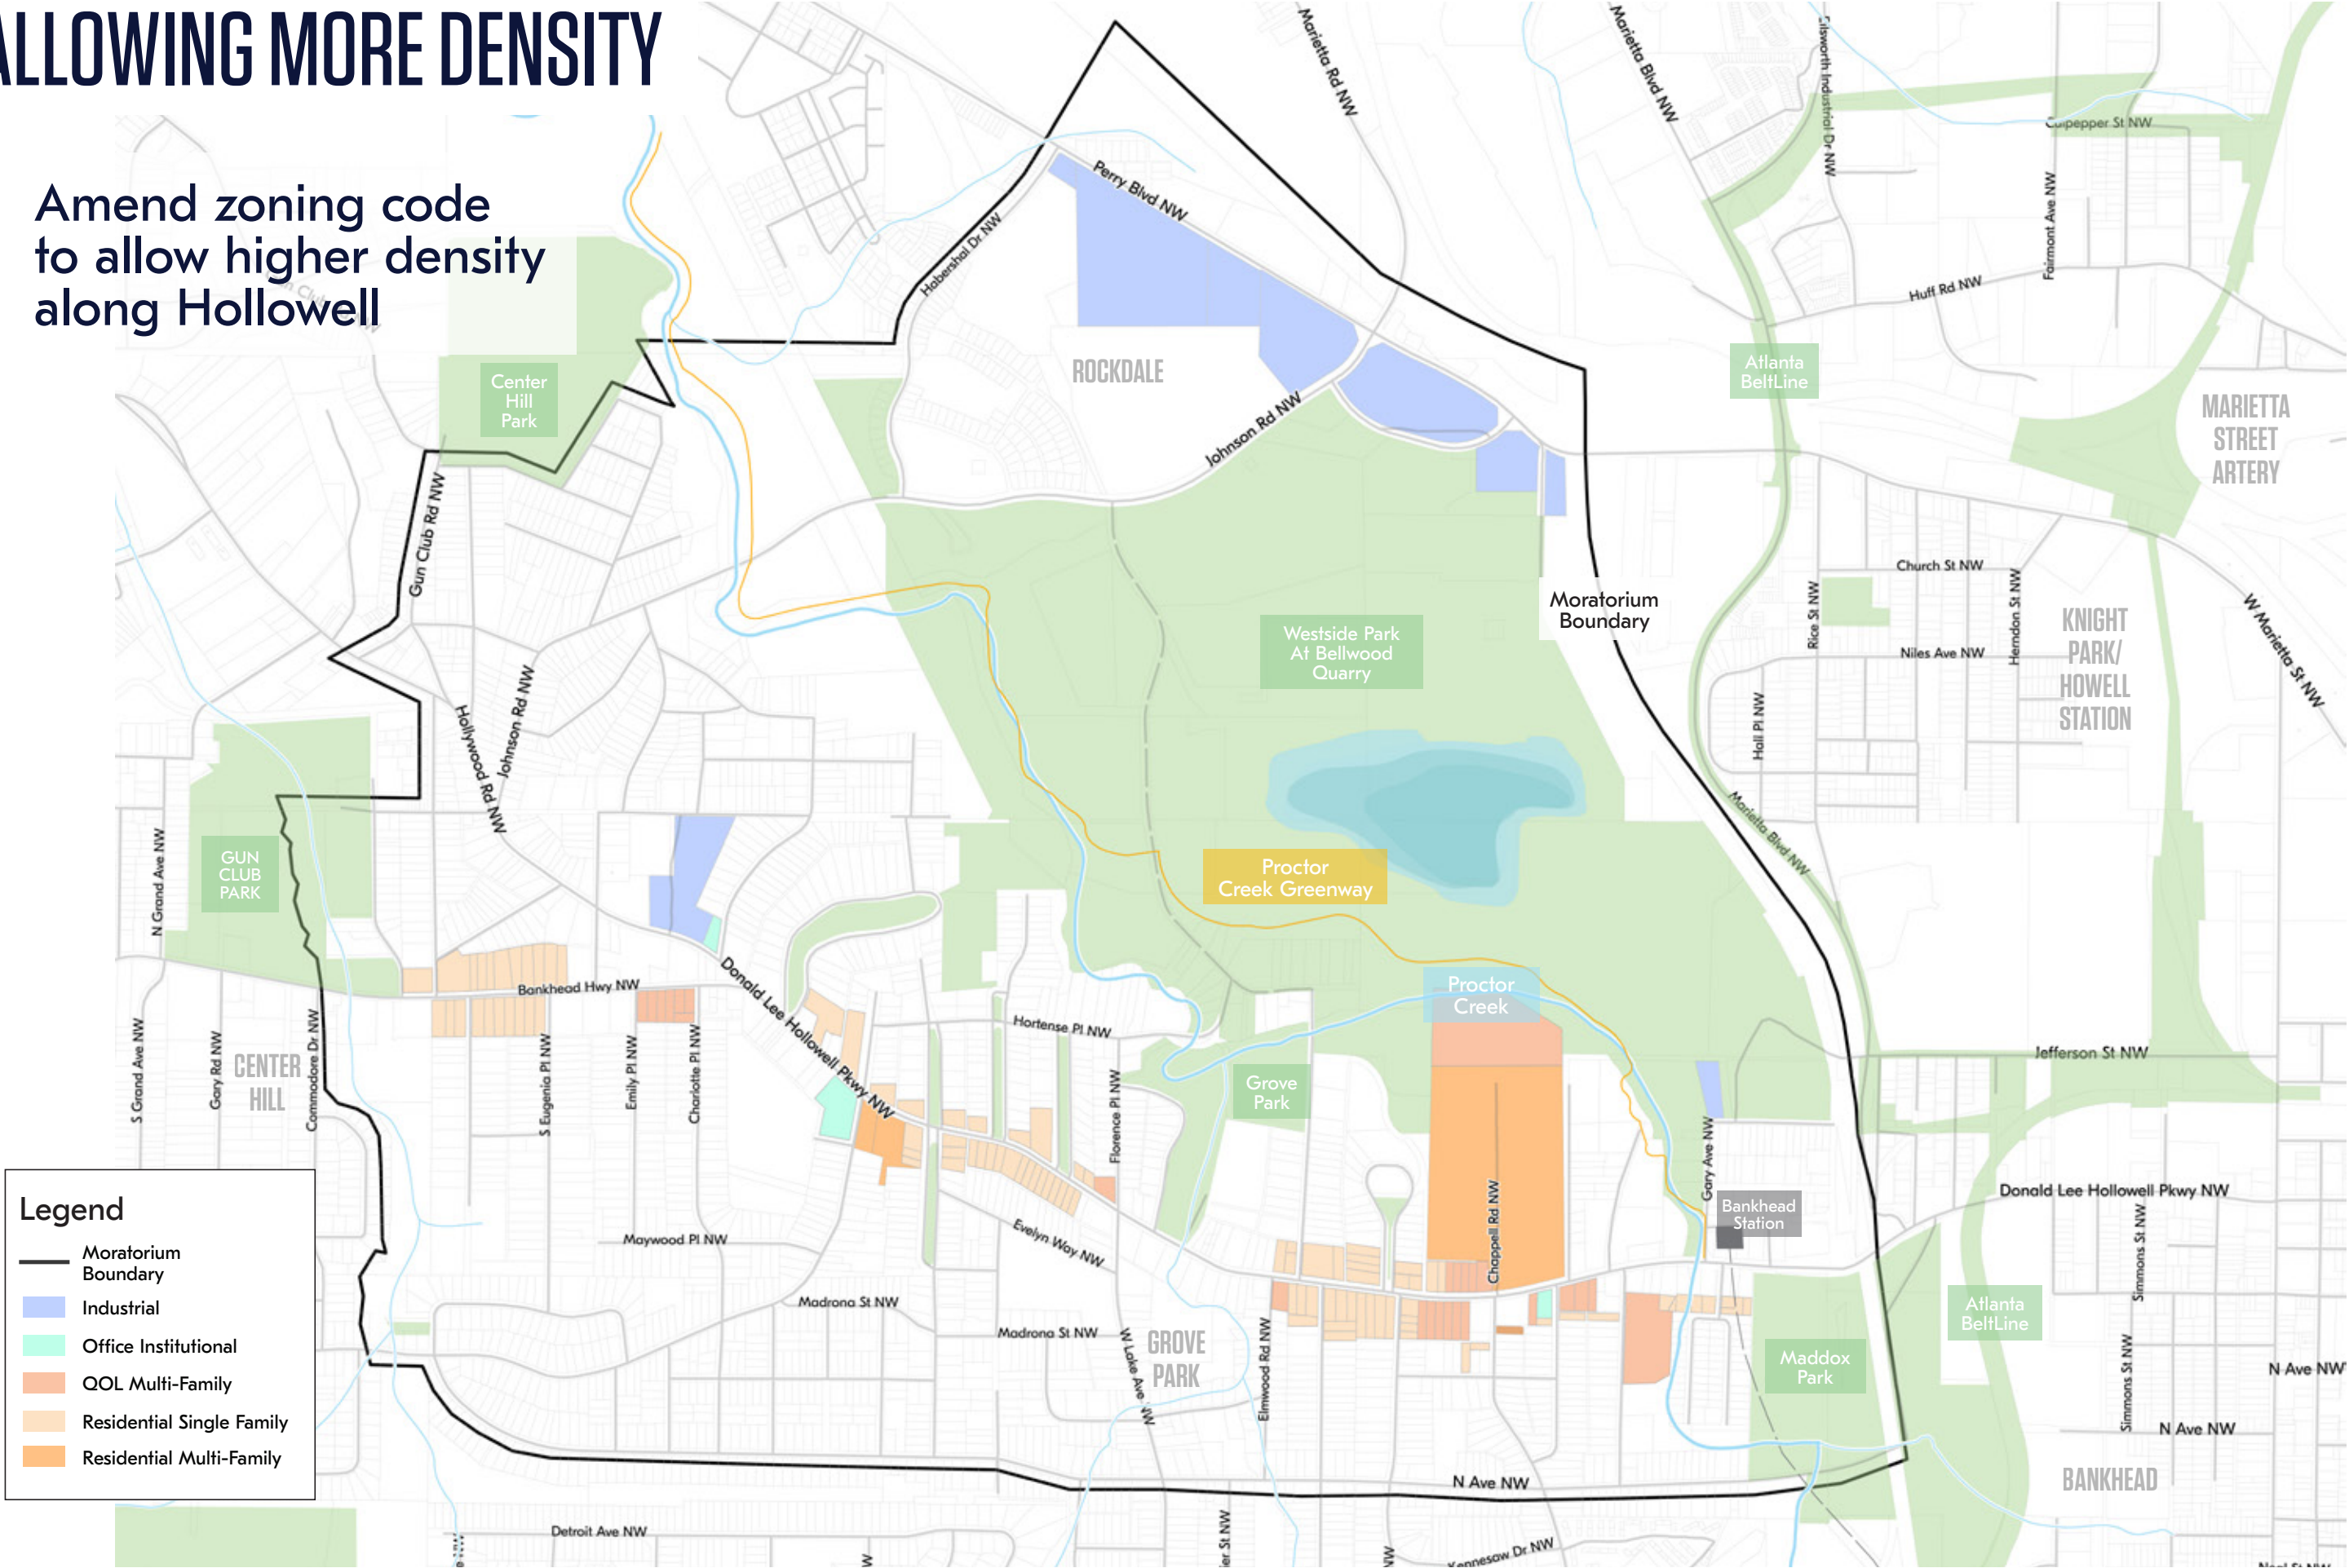 ALLOWING MORE DENSITY
Amend zoning code
to allow higher density
along Hollowell
Marietta Rd NW
Marietta Blvd NW
Culpepper St NW
Fairmont Ave NW
Huff Rd NW
Perry Blvd NW
Habershal Dr NW
ROCKDALE
Johnson Rd NW
Atlanta
BeltLine
MARIETTA
STREET
ARTERY
Center
Hill
Park
Gun Club Rd NW
Moratorium
Boundary
Westside Park
At Bellwood
Quarry
Church St NW
Rice St NW
Herndon St NW
Niles Ave NW
Hall Pl NW
KNIGHT
PARK/
HOWELL
STATION
W Marietta St NW
Marietta Blvd NW
Hollywood Rd NW
Johnson Rd NW
N Grand Ave NW
GUN
CLUB
PARK
Proctor
Creek Greenway
Proctor
Creek
Bankhead Hwy NW
Donald Lee Hollowell Pkwy NW
Hortense Pl NW
S Grand Ave NW
Gary Rd NW
CENTER
HILL
Commodore Dr NW
S Eugenia Pl NW
Emily Pl NW
Charlotte Pl NW
Florence Pl NW
Grove
Park
Jefferson St NW
Gary Ave NW
Bankhead
Station
Chappell Rd NW
Donald Lee Hollowell Pkwy NW
Simmons St NW
Maywood Pl NW
Evelyn Way NW
Madrona St NW
Madrona St NW
W Lake Ave NW
GROVE
PARK
Elmwood Rd NW
Atlanta
BeltLine
Maddox
Park
Simmons St NW
N Ave NW
N Ave NW
BANKHEAD
N Ave NW
Detroit Ave NW
Kennesaw Dr NW
Legend
Moratorium
Boundary
Industrial
Office Institutional
QOL Multi-Family
Residential Single Family
Residential Multi-Family